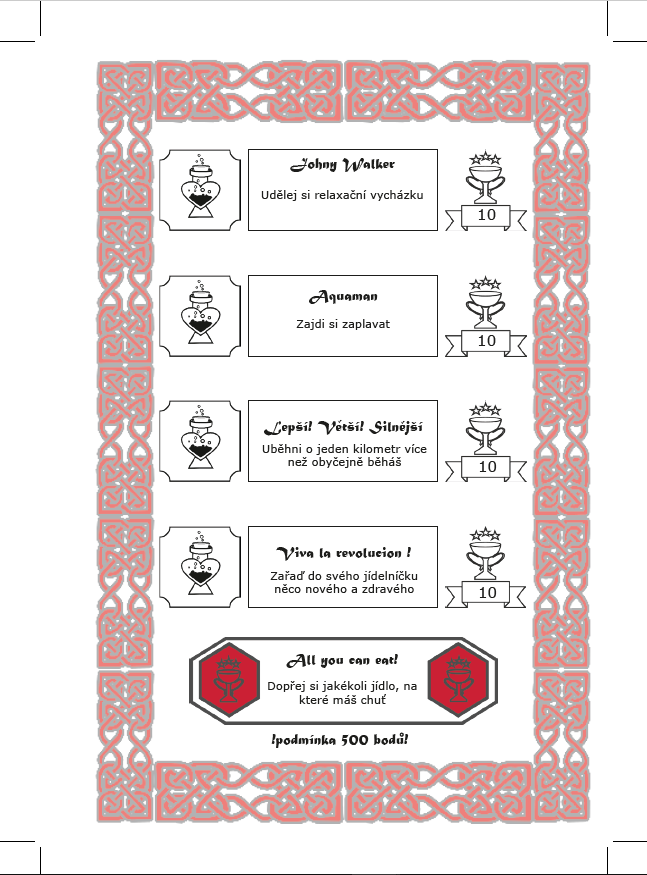 Johny Walker
Udělej si relaxační vycházku
10
Aquaman
Zajdi si zaplavat
10
Lepší! Větší! Silnéjší
Uběhni o jeden kilometr více
než obyčejně běháš
10
Viva la revolucion !
Zařaď do svého jídelníčku
něco nového a zdravého
10
All you can eat!
Dopřej si jakékoli jídlo, na
které máš chuť
!podmínka 500 bodů!